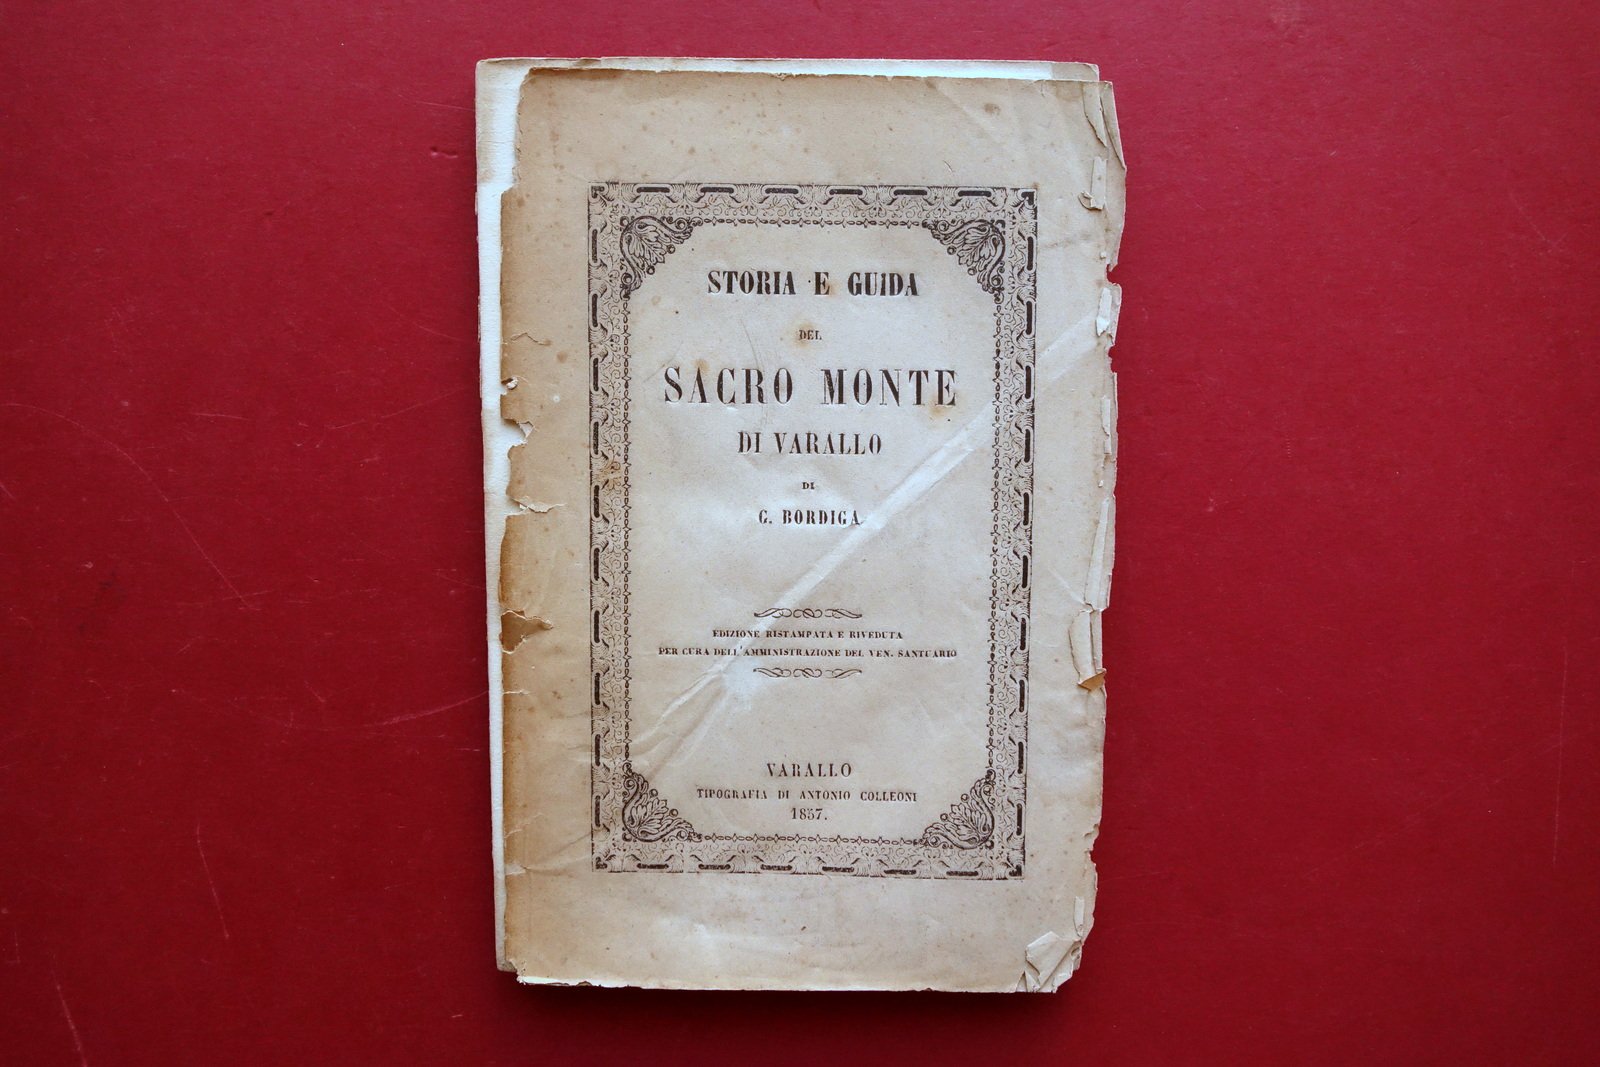 STORIA E GUIDA
DEL
SACRO MONTE
DI VARALLO
DI
G. BORDIGA
EDIZIONE RISTAMPATA E RIVEDUTA
PER CURA DELL'AMMINISTRAZIONE DEL VEN. SANTUARIO
VARALLO
TIPOGRAFIA DI ANTONIO COLLEONI
1857.